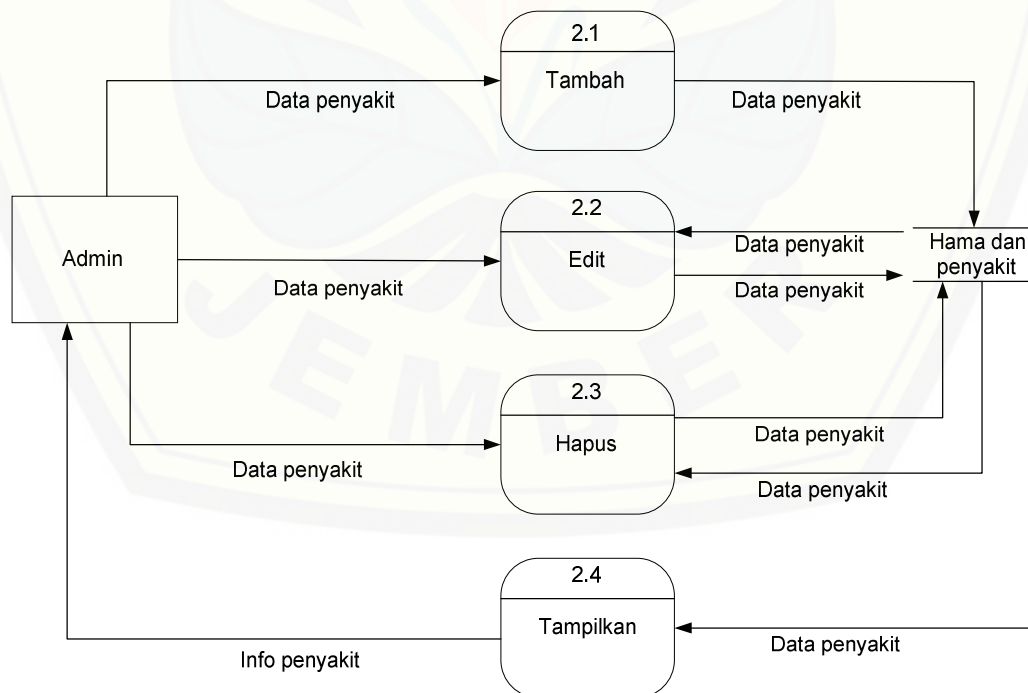 2.1
Tambah
Data penyakit
Data penyakit
2.2
Admin
Edit
Data penyakit
Hama dan
penyakit
Data penyakit
Data penyakit
2.3
Hapus
Data penyakit
Data penyakit
Data penyakit
2.4
Tampilkan
Data penyakit
Info penyakit
JEMBER